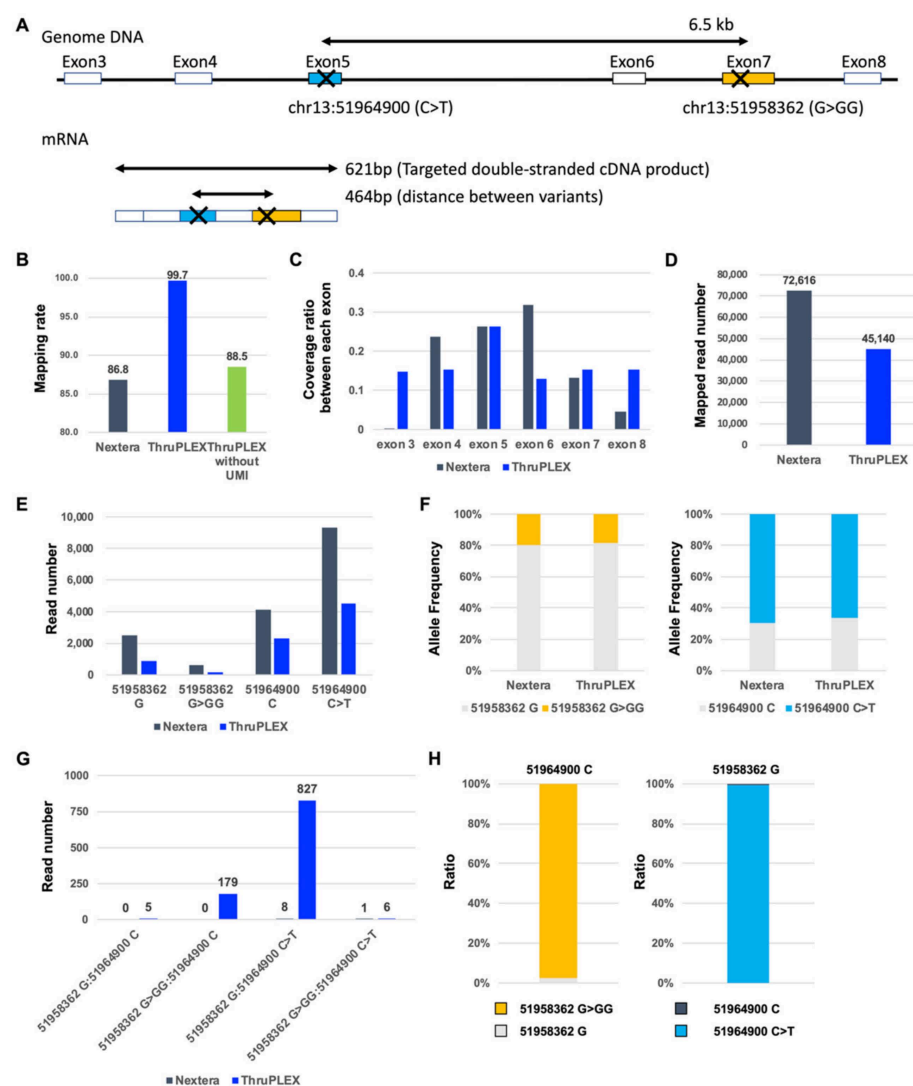 A
Genome DNA
6.5 kb
Exon3 Exon4 Exon5 Exon6 Exon7 Exon8
chr13:51964900 (C>T) chr13:51958362 (G>GG)
mRNA
621bp (Targeted double-stranded cDNA product)
464bp (distance between variants)
B
Mapping rate
100.0
95.0
90.0
85.0
80.0
86.8
99.7
88.5
Nextera ThruPLEX ThruPLEX
without
UMI
C
Coverage ratio
between each exon
0.4
0.3
0.2
0.1
0
exon 3 exon 4 exon 5 exon 6 exon 7 exon 8
Nextera ThruPLEX
D
Mapped read number
80,000
70,000
60,000
50,000
40,000
30,000
20,000
10,000
0
72,616
45,140
Nextera ThruPLEX
E
Read number
10,000
8,000
6,000
4,000
2,000
0
51958362 51958362 51964900 51964900
G G>GG C C>T
Nextera ThruPLEX
F
Allele Frequency
100%
80%
60%
40%
20%
0%
Nextera ThruPLEX
51958362 G 51958362 G>GG
Allele Frequency
100%
80%
60%
40%
20%
0%
Nextera ThruPLEX
51964900 C 51964900 C>T
G
Read number
1000
750
500
250
0
0 5 0 179 8 827 1 6
51958362 G:51964900 C
51958362 G>GG:51964900 C
51958362 G:51964900 C>T
51958362 G>GG:51964900 C>T
Nextera ThruPLEX
H
51964900 C
Ratio
100%
80%
60%
40%
20%
0%
51958362 G>GG
51958362 G
51958362 G
Ratio
100%
80%
60%
40%
20%
0%
51964900 C
51964900 C>T